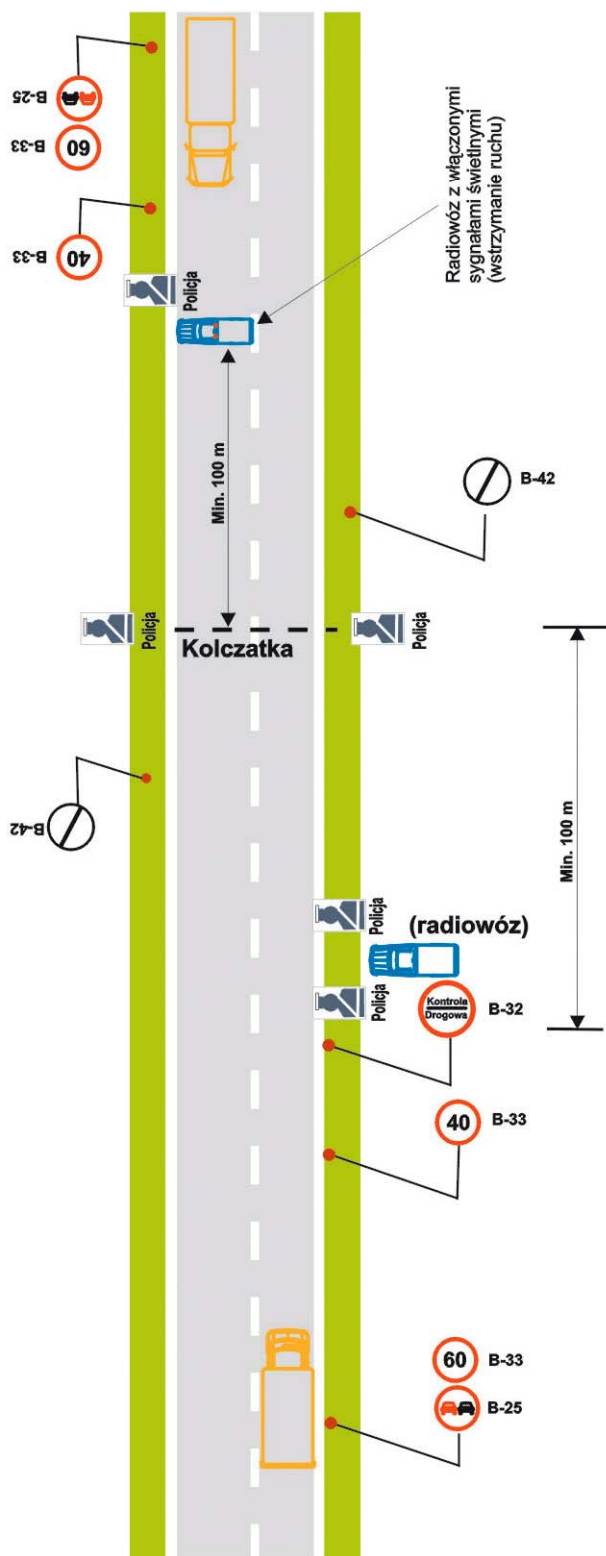 B-25
60
B-33
40
B-33
Policja
Radiowóz z włączonymi
sygnałami świetlnymi
(wstrzymanie ruchu)
Min. 100 m
B-42
Policja
Kolczatka
Policja
B-42
Min. 100 m
Policja
(radiowóz)
Policja
Kontrola
Drogowa
B-32
40
B-33
60
B-33
B-25